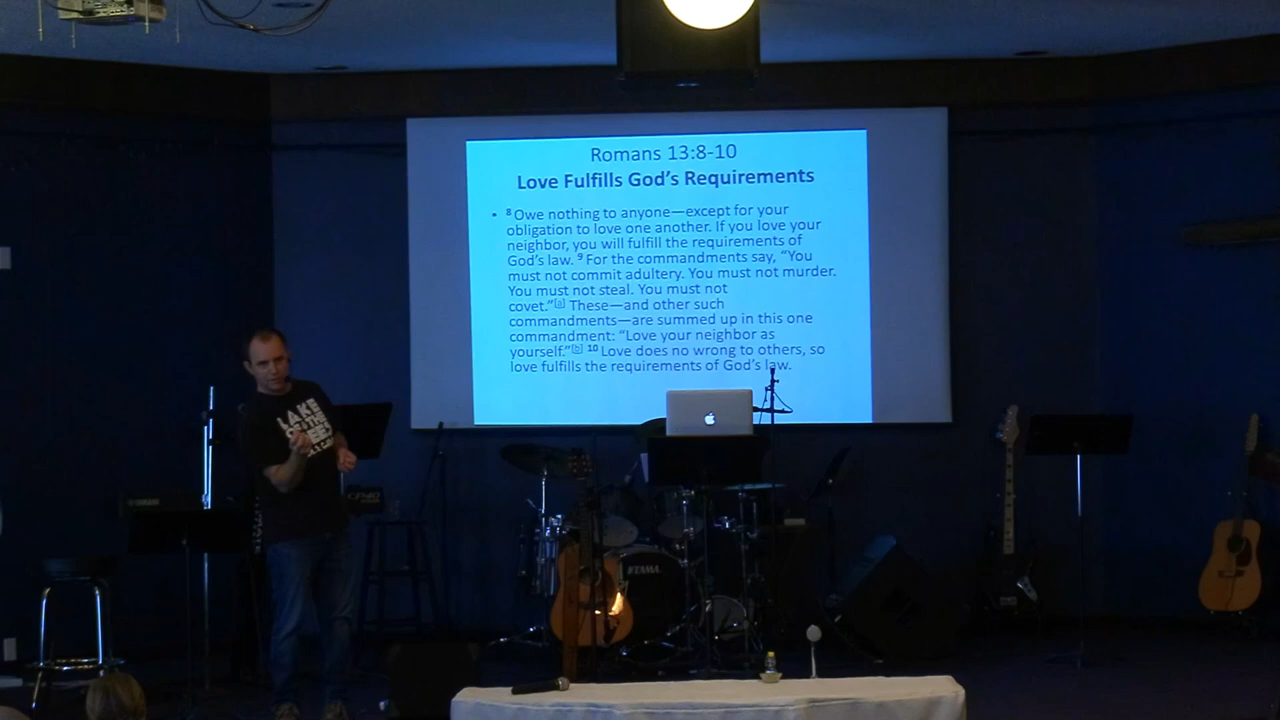 Romans 13:8-10
Love Fulfills God's Requirements
• ⁸ Owe nothing to anyone—except for your
obligation to love one another. If you love your
neighbor, you will fulfill the requirements of
God's law. ⁹ For the commandments say, "You
must not commit adultery. You must not murder.
You must not steal. You must not
covet."[a] These—and other such
commandments—are summed up in this one
commandment: "Love your neighbor as
yourself."[b] ¹⁰ Love does no wrong to others, so
love fulfills the requirements of God's law.
LAKE
OF THE
TAMA